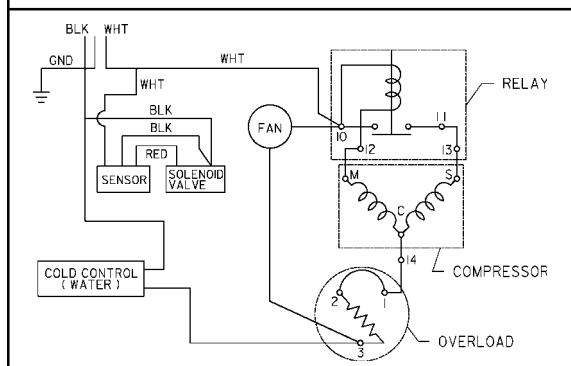 BLK WHT
GND
WHT
WHT
BLK
BLK
RED
SENSOR
SOLENOID
VALVE
FAN
10
11
12
13
RELAY
M
S
C
14
COMPRESSOR
COLD CONTROL
(WATER)
2
1
3
OVERLOAD